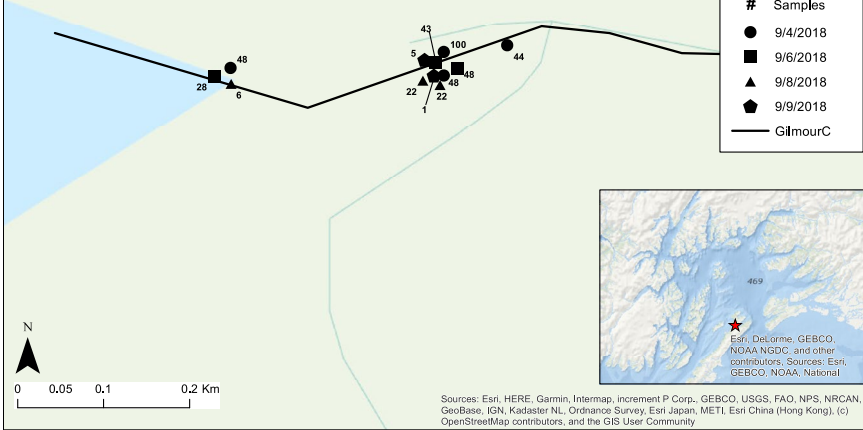 # Samples
9/4/2018
9/6/2018
9/8/2018
9/9/2018
GilmourC
43
100
5
44
48
48
28
22
48
6
22
1
469
Esri, DeLorme, GEBCO,
NOAA NGDC, and other
contributors, Sources: Esri,
GEBCO, NOAA, National
N
0 0.05 0.1 0.2 Km
Sources: Esri, HERE, Garmin, Intermap, increment P Corp., GEBCO, USGS, FAO, NPS, NRCAN,
GeoBase, IGN, Kadaster NL, Ordnance Survey, Esri Japan, METI, Esri China (Hong Kong), (c)
OpenStreetMap contributors, and the GIS User Community